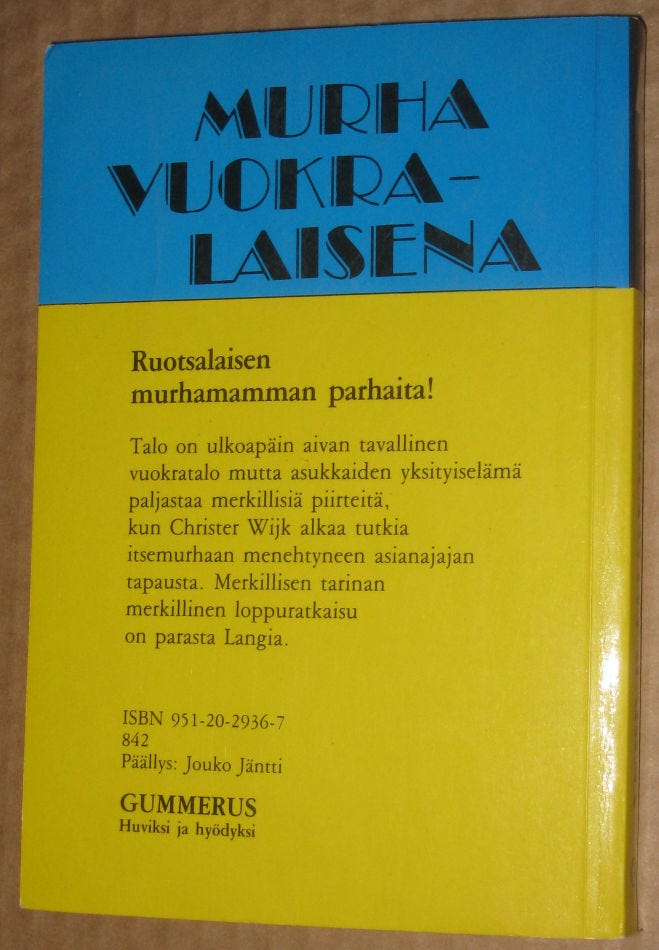 MURHA
VUOKRA-
LAISENA
Ruotsalaisen
murhamamman parhaita!
Talo on ulkoapäin aivan tavallinen
vuokratalo mutta asukkaiden yksityiselämä
paljastaa merkillisiä piirteitä,
kun Christer Wijk alkaa tutkia
itsemurhaan menehtyneen asianajajan
tapausta. Merkillisen tarinan
merkillinen loppuratkaisu
on parasta Langia.
ISBN 951-20-2936-7
842
Päällys: Jouko Jäntti
GUMMERUS
Huviksi ja hyödyksi